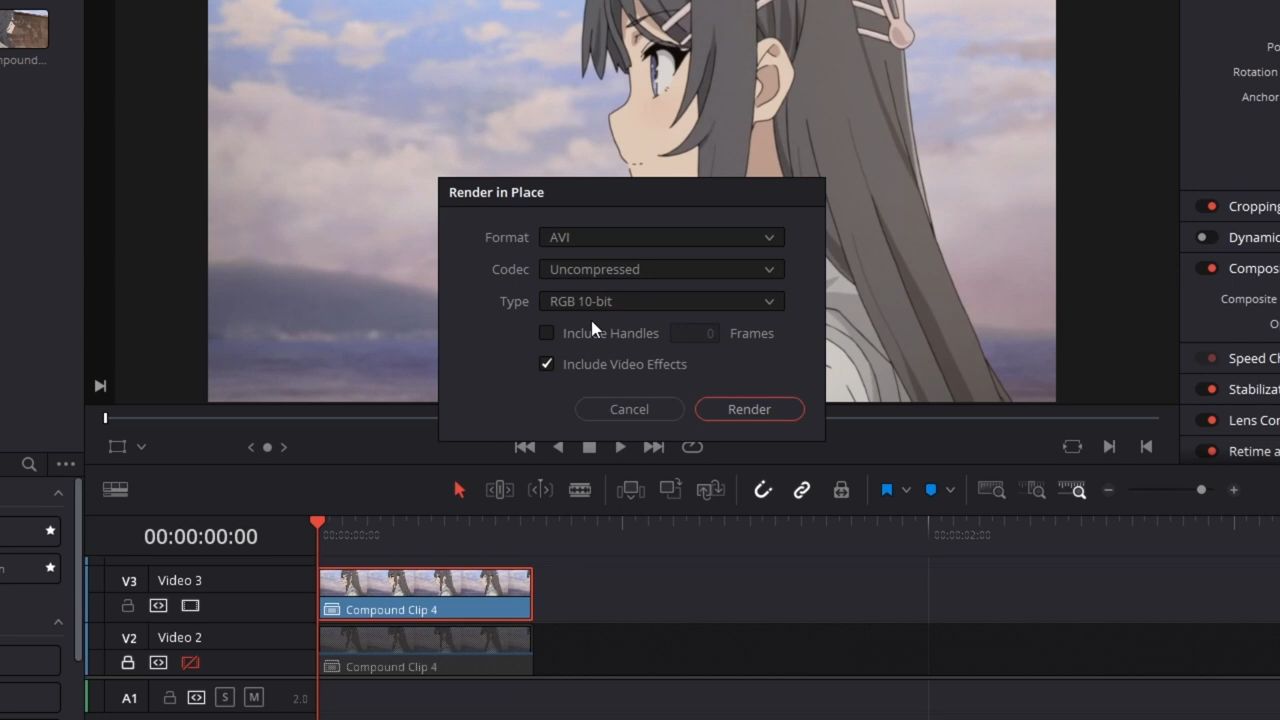 pound...
Po
Rotation
Anchor
Render in Place
Format AVI
Codec Uncompressed
Type RGB 10-bit
Include Handles 0 Frames
Include Video Effects
Cancel Render
Cropping
Dynamic
Compos
Composite
O
Speed Ch
Stabilizat
Lens Cor
Retime a
00:00:00:00
00:00:00:00
00:00:02:00
V3 Video 3
Compound Clip 4
V2 Video 2
Compound Clip 4
A1 S M 2.0
n